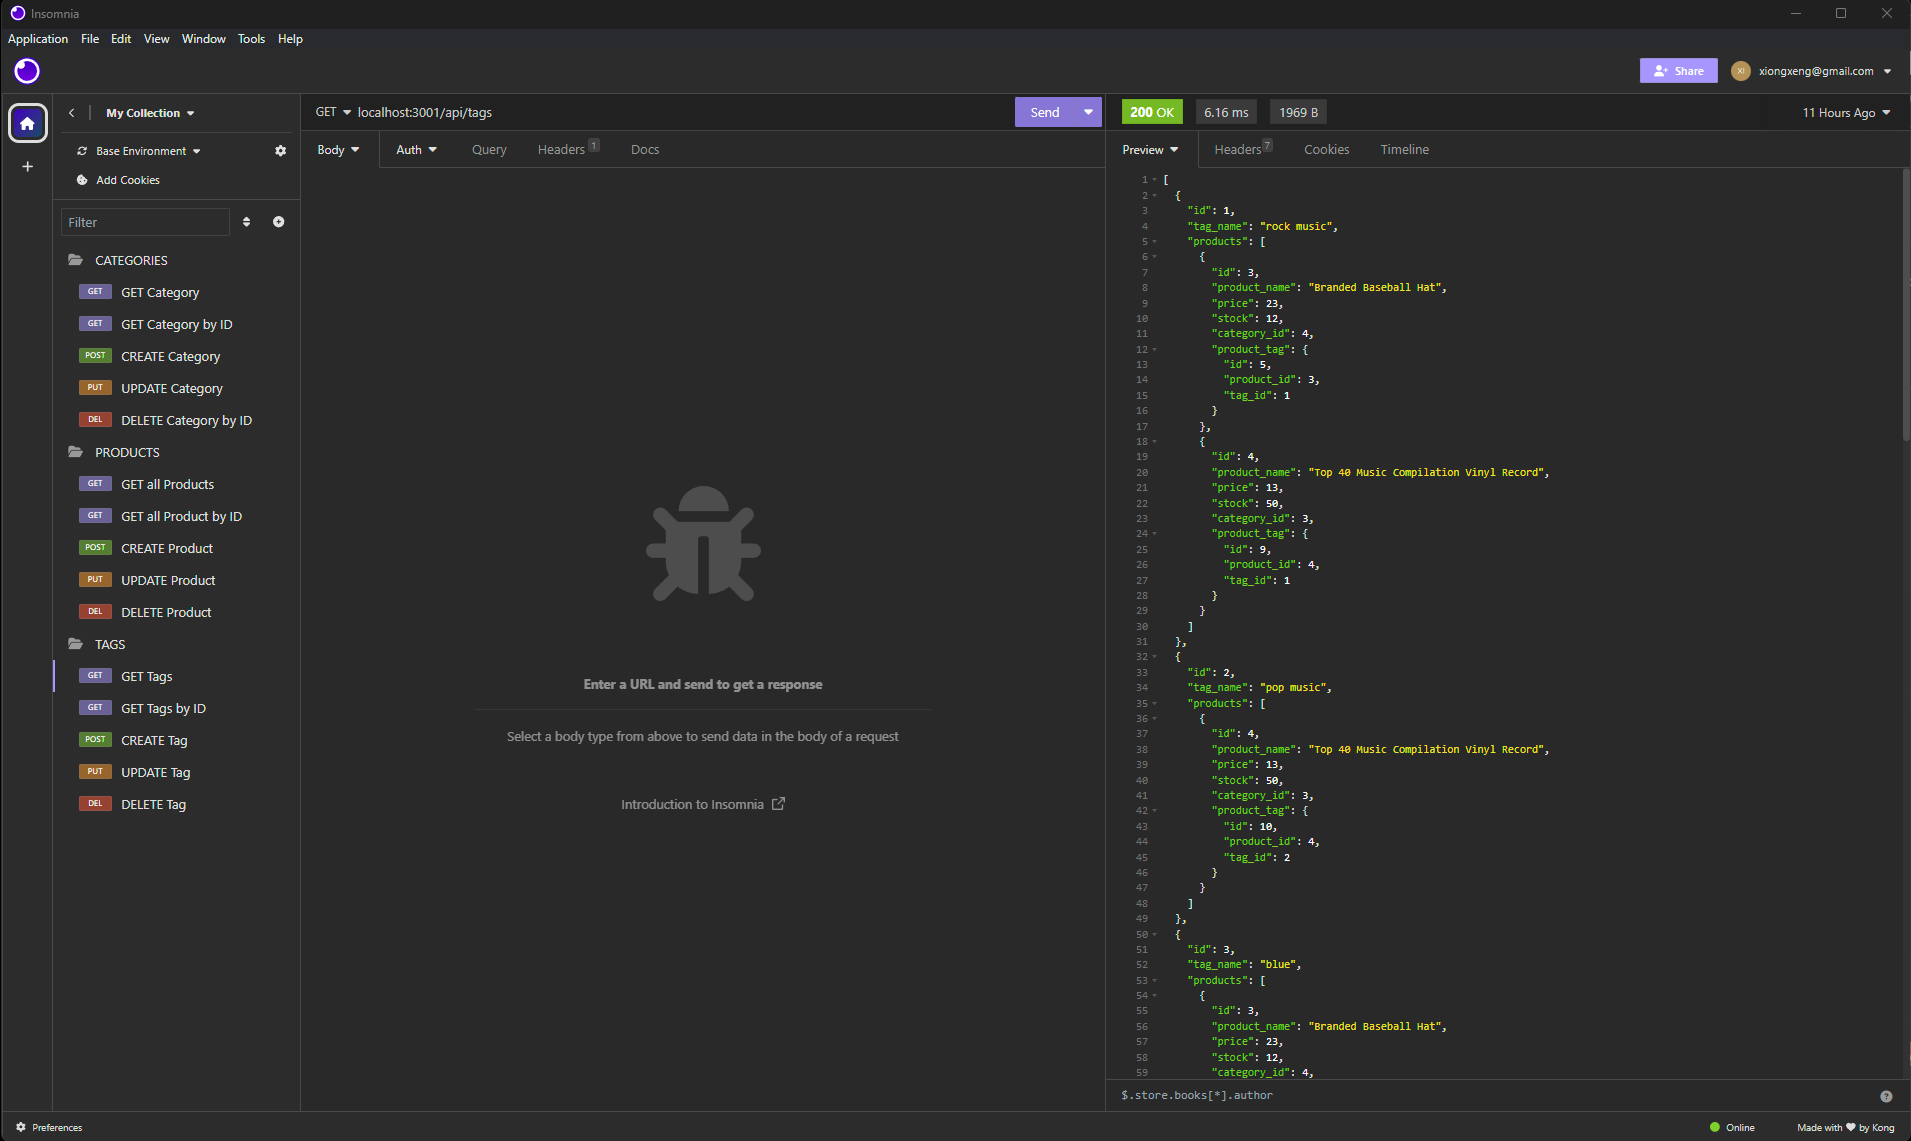 Insomnia
Application File Edit View Window Tools Help
Share
XI
xiongxeng@gmail.com
My Collection
Base Environment
Add Cookies
Filter
CATEGORIES
GET GET Category
GET GET Category by ID
POST CREATE Category
PUT UPDATE Category
DEL DELETE Category by ID
PRODUCTS
GET GET all Products
GET GET all Product by ID
POST CREATE Product
PUT UPDATE Product
DEL DELETE Product
TAGS
GET GET Tags
GET GET Tags by ID
POST CREATE Tag
PUT UPDATE Tag
DEL DELETE Tag
GET localhost:3001/api/tags Send
Body Auth Query Headers 1 Docs
Enter a URL and send to get a response
Select a body type from above to send data in the body of a request
Introduction to Insomnia
200 OK 6.16 ms 1969 B 11 Hours Ago
Preview Headers 7 Cookies Timeline
1 [
2 {
3 "id": 1,
4 "tag_name": "rock music",
5 "products": [
6 {
7 "id": 3,
8 "product_name": "Branded Baseball Hat",
9 "price": 23,
10 "stock": 12,
11 "category_id": 4,
12 "product_tag": {
13 "id": 5,
14 "product_id": 3,
15 "tag_id": 1
16 }
17 },
18 {
19 "id": 4,
20 "product_name": "Top 40 Music Compilation Vinyl Record",
21 "price": 13,
22 "stock": 50,
23 "category_id": 3,
24 "product_tag": {
25 "id": 9,
26 "product_id": 4,
27 "tag_id": 1
28 }
29 }
30 ]
31 },
32 {
33 "id": 2,
34 "tag_name": "pop music",
35 "products": [
36 {
37 "id": 4,
38 "product_name": "Top 40 Music Compilation Vinyl Record",
39 "price": 13,
40 "stock": 50,
41 "category_id": 3,
42 "product_tag": {
43 "id": 10,
44 "product_id": 4,
45 "tag_id": 2
46 }
47 }
48 ]
49 },
50 {
51 "id": 3,
52 "tag_name": "blue",
53 "products": [
54 {
55 "id": 3,
56 "product_name": "Branded Baseball Hat",
57 "price": 23,
58 "stock": 12,
59 "category_id": 4,
$.store.books[*].author
?
Preferences
Online
Made with ♥ by Kong